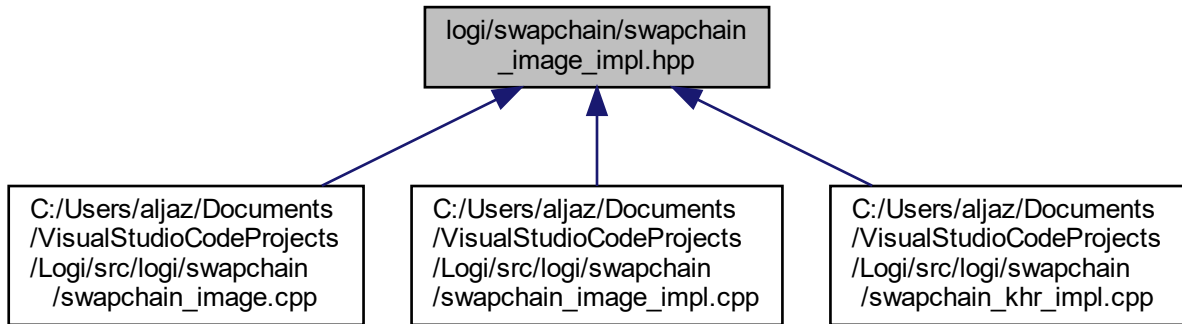 logi/swapchain/swapchain
_image_impl.hpp
C:/Users/aljaz/Documents
/VisualStudioCodeProjects
/Logi/src/logi/swapchain
/swapchain_image.cpp
C:/Users/aljaz/Documents
/VisualStudioCodeProjects
/Logi/src/logi/swapchain
/swapchain_image_impl.cpp
C:/Users/aljaz/Documents
/VisualStudioCodeProjects
/Logi/src/logi/swapchain
/swapchain_khr_impl.cpp